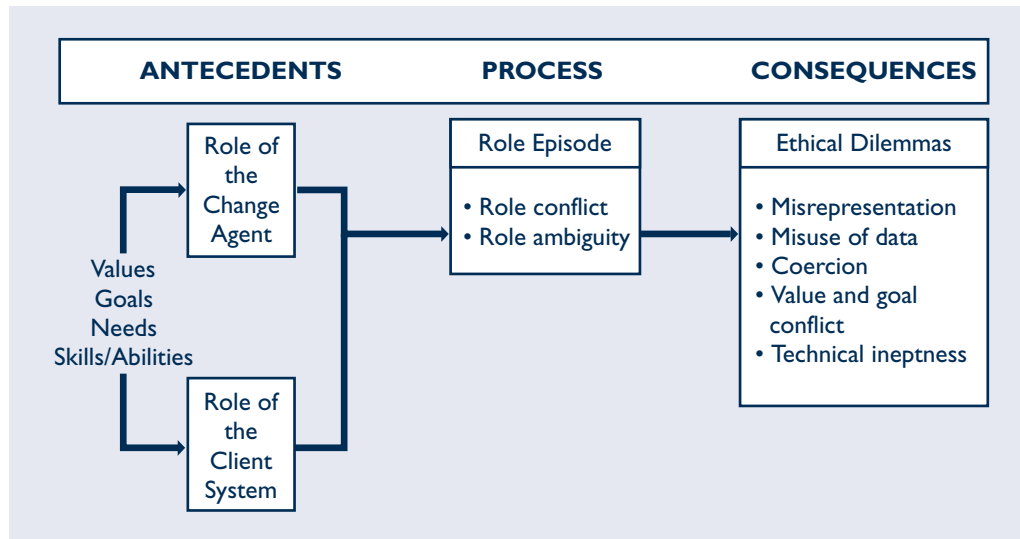 ANTECEDENTS PROCESS CONSEQUENCES
Role of
the
Change
Agent
Values
Goals
Needs
Skills/Abilities
Role of
the
Client
System
Role Episode
• Role conflict
• Role ambiguity
Ethical Dilemmas
• Misrepresentation
• Misuse of data
• Coercion
• Value and goal
conflict
• Technical ineptness